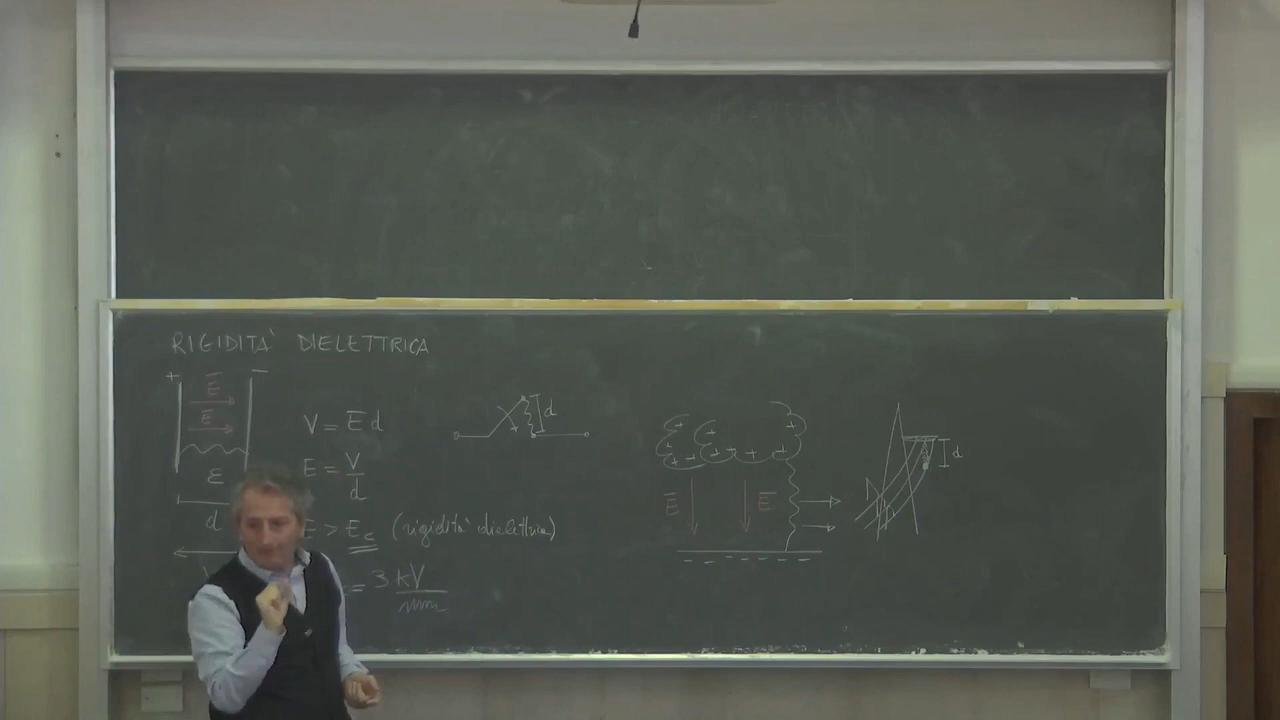 RIGIDITÀ DIELETTRICA
+ −
E
E
ε
d
V = E d
E = V/d
E > Ec (rigidità dielettrica)
= 3 kV/mm
d
+ + + + + + +
E E
− − − − − −
d